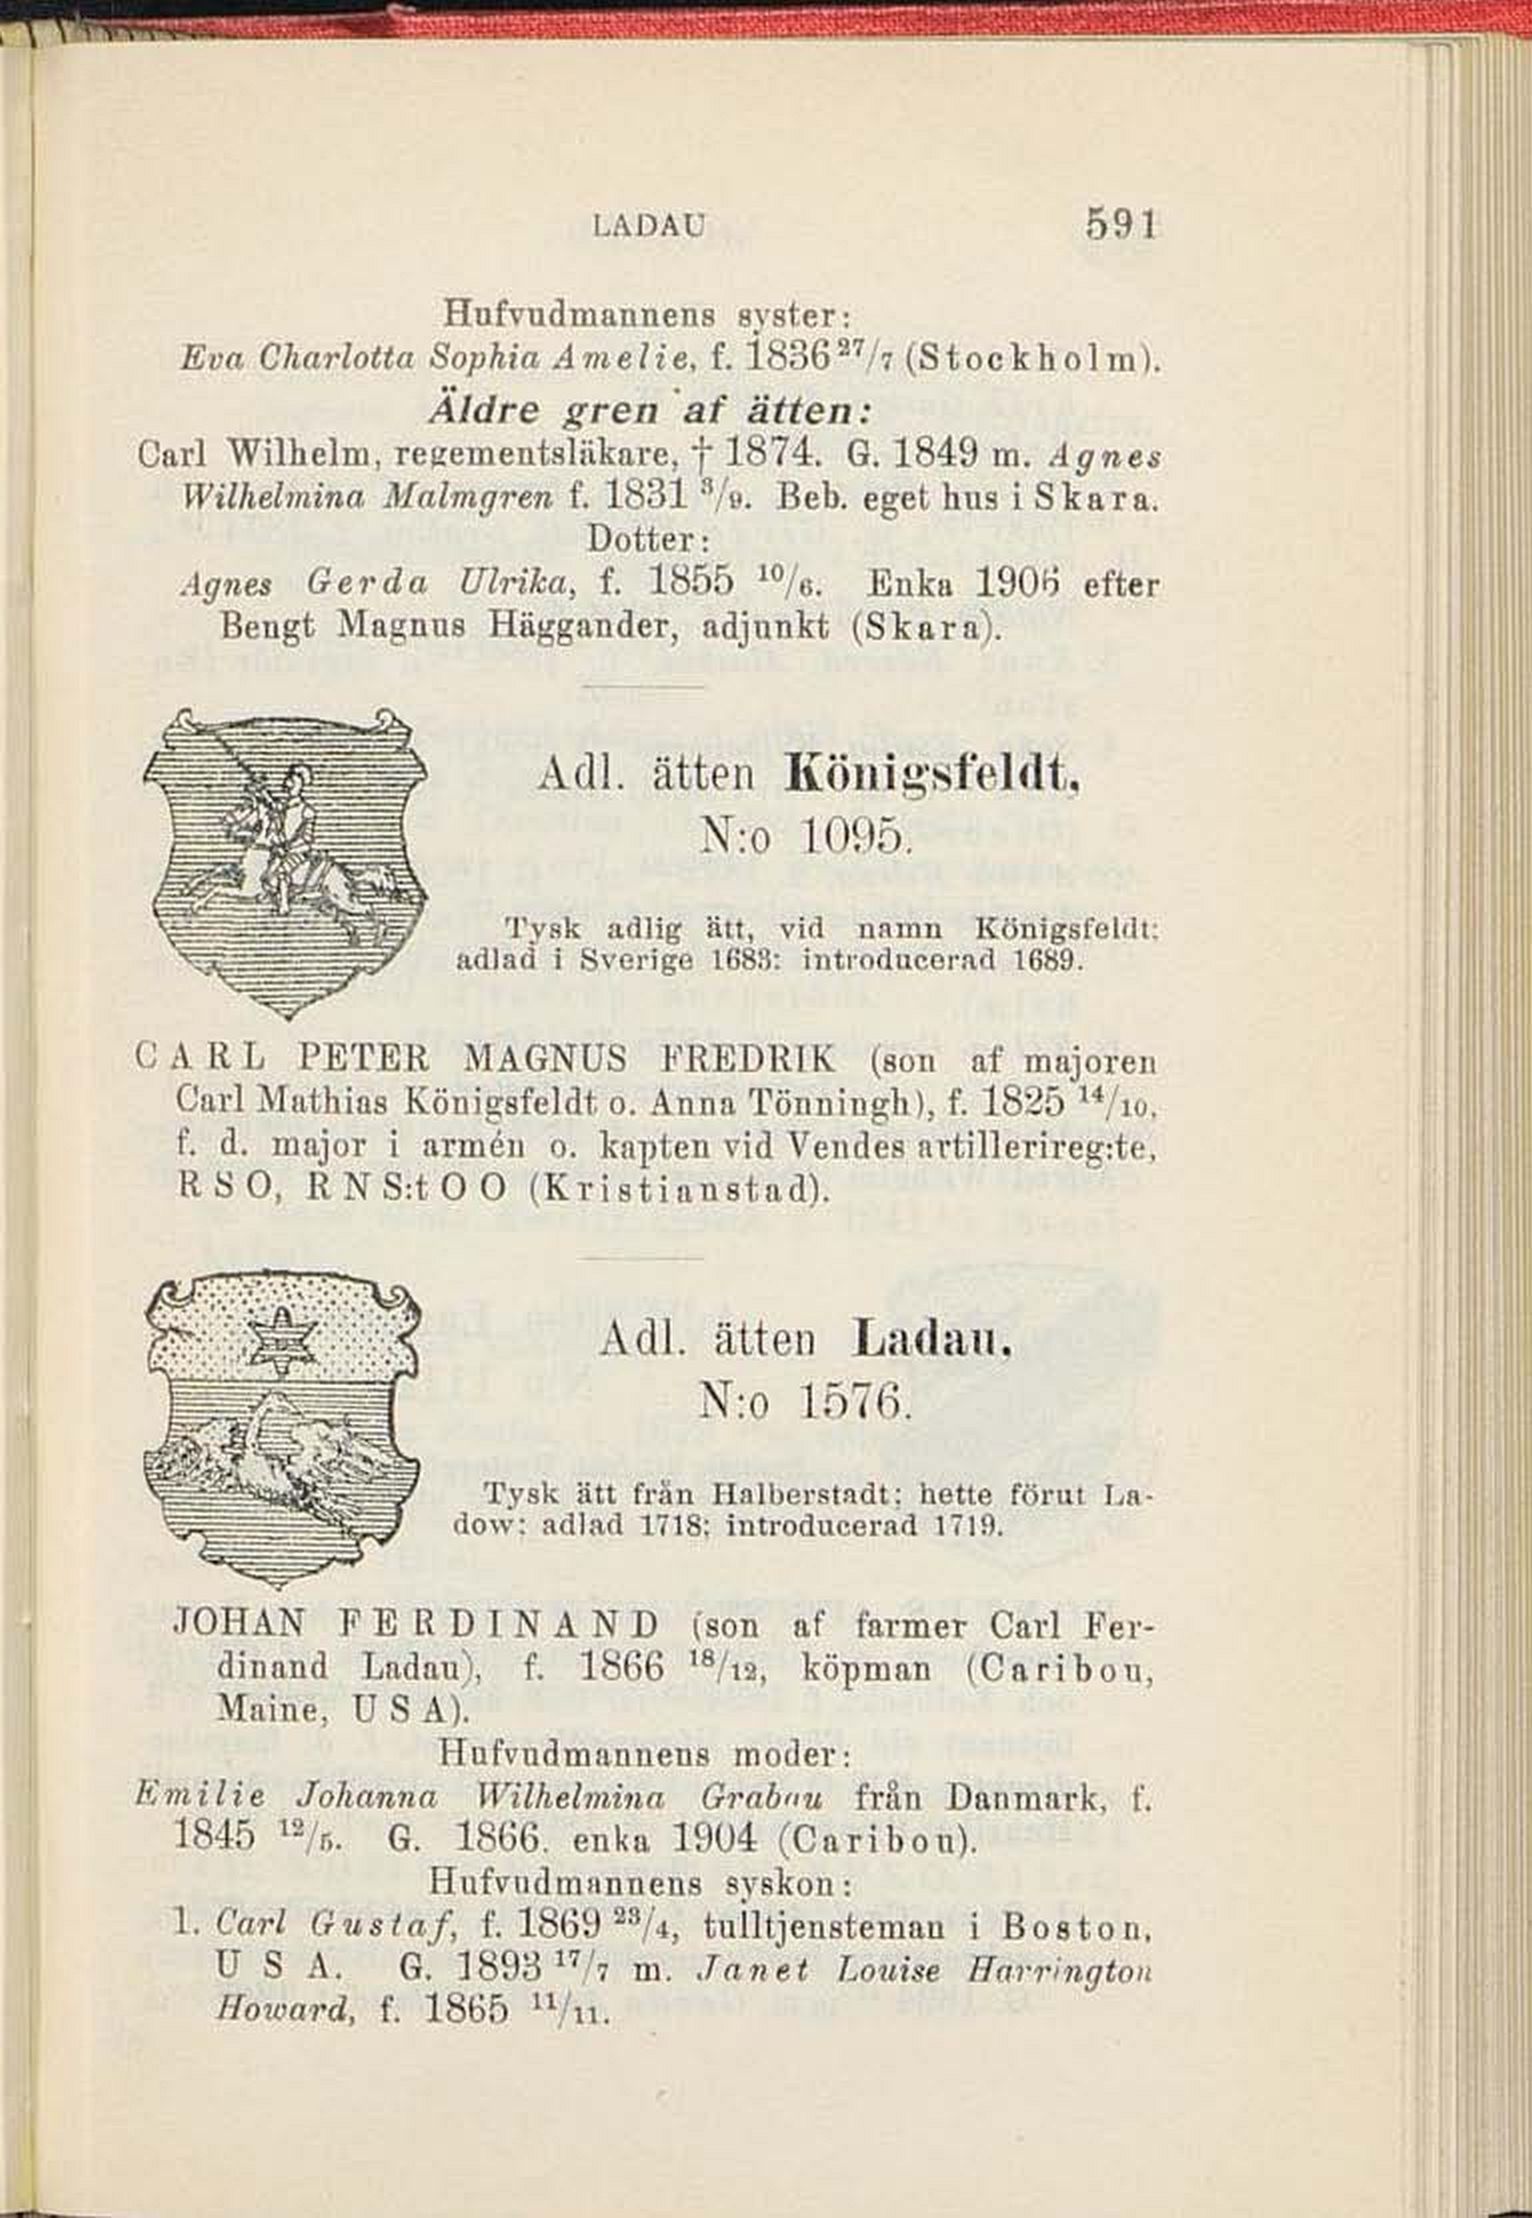 LADAU 591
Hufvudmannens syster:
Eva Charlotta Sophia Amelie, f. 1836 27/7 (Stockholm).
Äldre gren af ätten:
Carl Wilhelm, regementsläkare, † 1874. G. 1849 m. Agnes
Wilhelmina Malmgren f. 1831 3/9. Beb. eget hus i Skara.
Dotter:
Agnes Gerda Ulrika, f. 1855 10/6. Enka 1906 efter
Bengt Magnus Häggander, adjunkt (Skara).
Adl. ätten Königsfeldt,
N:o 1095.
Tysk adlig ätt, vid namn Königsfeldt;
adlad i Sverige 1683; introducerad 1689.
CARL PETER MAGNUS FREDRIK (son af majoren
Carl Mathias Königsfeldt o. Anna Tönningh), f. 1825 14/10,
f. d. major i armén o. kapten vid Vendes artillerireg:te,
R S O, R N S:t O O (Kristianstad).
Adl. ätten Ladau.
N:o 1576.
Tysk ätt från Halberstadt; hette förut La-
dow; adlad 1718; introducerad 1719.
JOHAN FERDINAND (son af farmer Carl Fer-
dinand Ladau), f. 1866 18/12, köpman (Caribou,
Maine, U S A).
Hufvudmannens moder:
Emilie Johanna Wilhelmina Grabau från Danmark, f.
1845 12/5. G. 1866, enka 1904 (Caribou).
Hufvudmannens syskon:
1. Carl Gustaf, f. 1869 23/4, tulltjensteman i Boston,
U S A. G. 1893 17/7 m. Janet Louise Harrington
Howard, f. 1865 11/11.